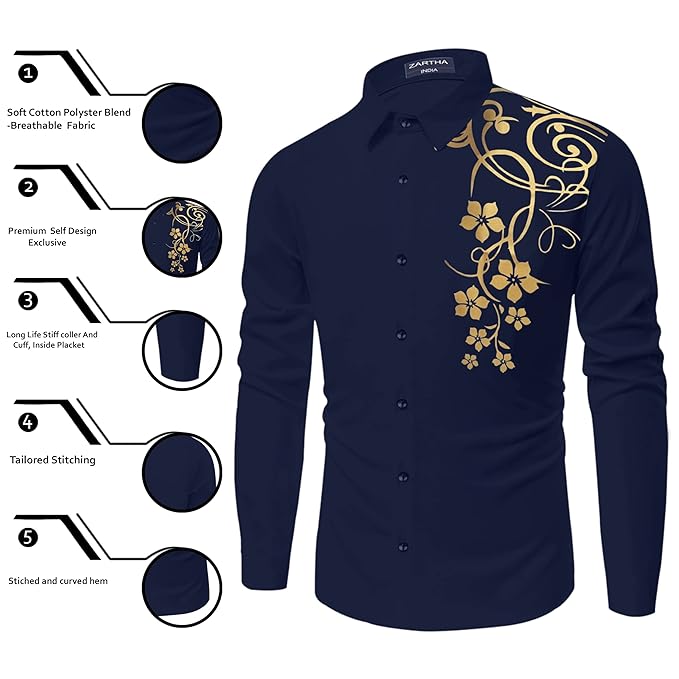 1
Soft Cotton Polyster Blend
-Breathable Fabric
2
Premium Self Design
Exclusive
3
Long Life Stiff coller And
Cuff, Inside Placket
4
Tailored Stitching
5
Stiched and curved hem
ZARTHA
INDIA